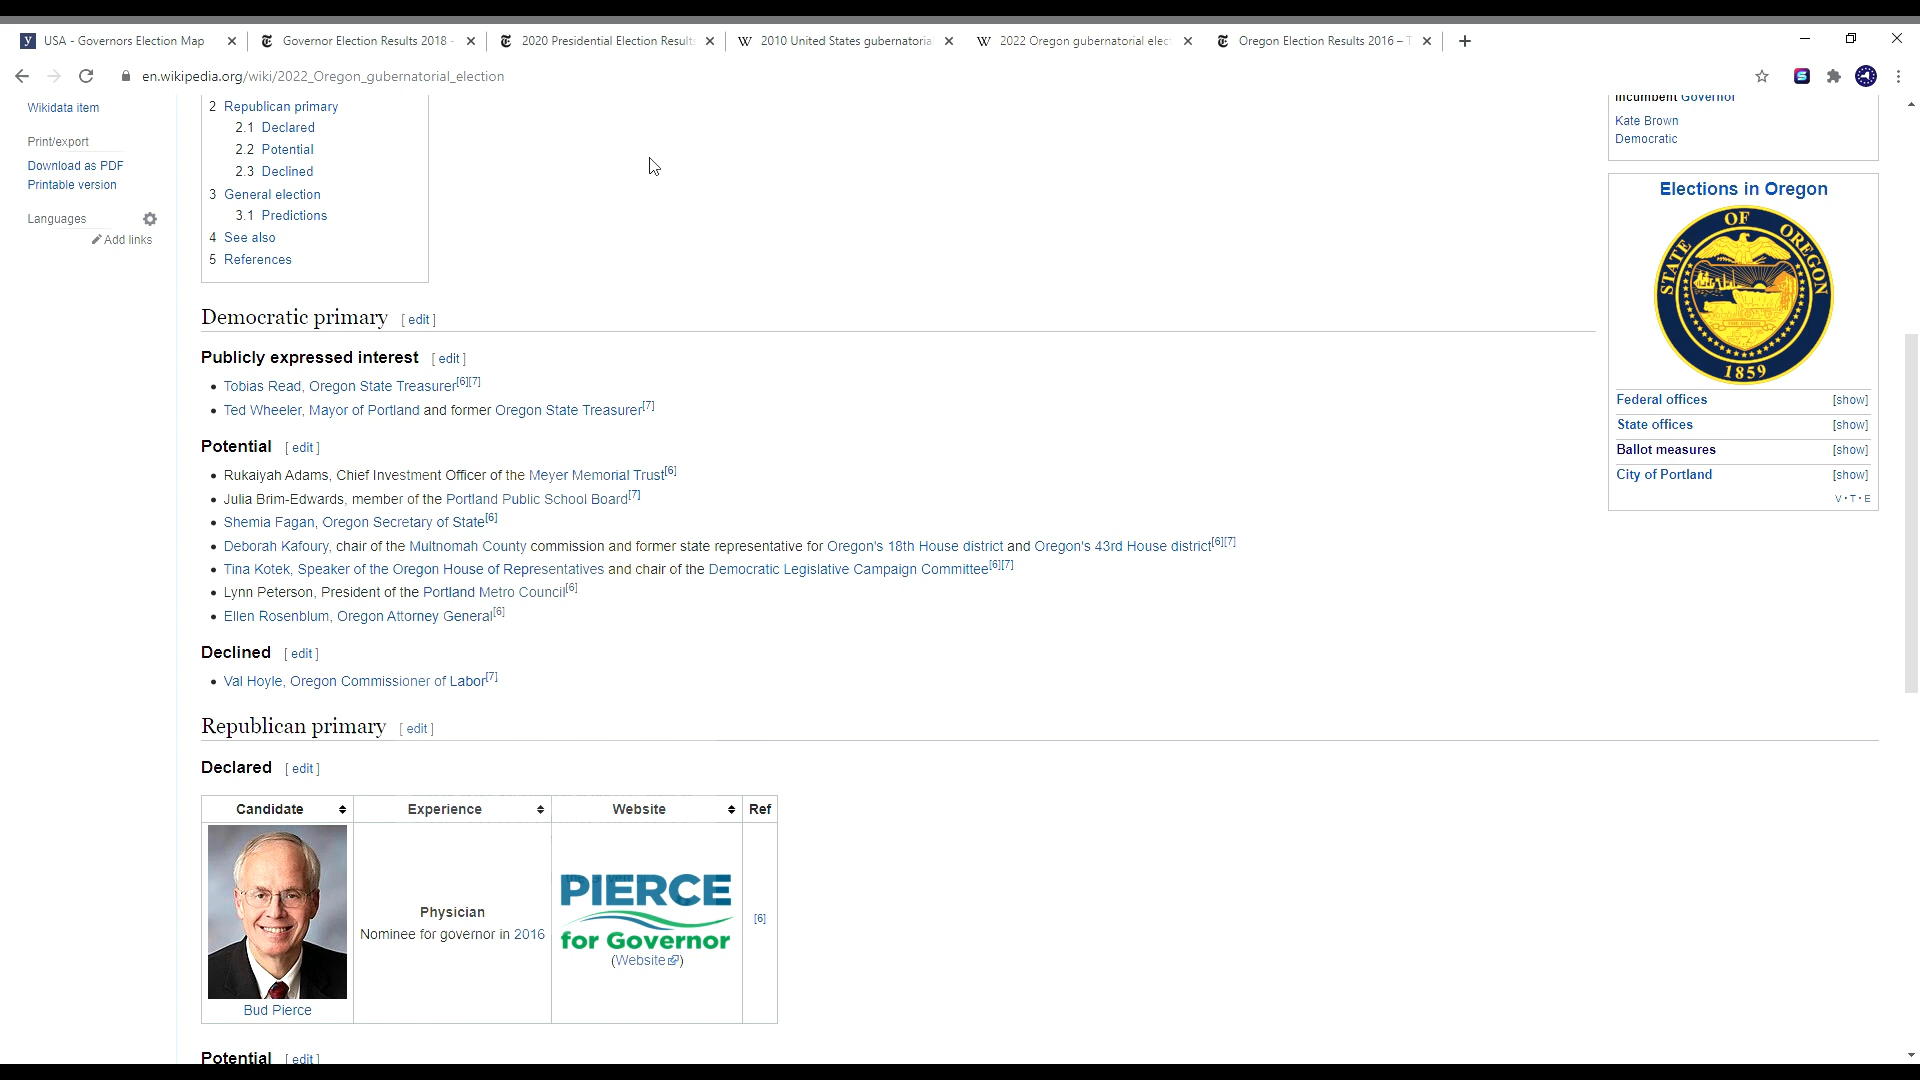 USA - Governors Election Map
Governor Election Results 2018 -
2020 Presidential Election Result
2010 United States gubernatoria
2022 Oregon gubernatorial elec
Oregon Election Results 2016 – T
en.wikipedia.org/wiki/2022_Oregon_gubernatorial_election
Wikidata item
Print/export
Download as PDF
Printable version
Languages
Add links
2 Republican primary
2.1 Declared
2.2 Potential
2.3 Declined
3 General election
3.1 Predictions
4 See also
5 References
Democratic primary [ edit ]
Publicly expressed interest [ edit ]
• Tobias Read, Oregon State Treasurer[6][7]
• Ted Wheeler, Mayor of Portland and former Oregon State Treasurer[7]
Potential [ edit ]
• Rukaiyah Adams, Chief Investment Officer of the Meyer Memorial Trust[6]
• Julia Brim-Edwards, member of the Portland Public School Board[7]
• Shemia Fagan, Oregon Secretary of State[6]
• Deborah Kafoury, chair of the Multnomah County commission and former state representative for Oregon's 18th House district and Oregon's 43rd House district[6][7]
• Tina Kotek, Speaker of the Oregon House of Representatives and chair of the Democratic Legislative Campaign Committee[6][7]
• Lynn Peterson, President of the Portland Metro Council[6]
• Ellen Rosenblum, Oregon Attorney General[6]
Declined [ edit ]
• Val Hoyle, Oregon Commissioner of Labor[7]
Republican primary [ edit ]
Declared [ edit ]
Candidate Experience Website Ref
Physician
Nominee for governor in 2016
PIERCE
for Governor
(Website)
[6]
Bud Pierce
Potential [ edit ]
Incumbent Governor
Kate Brown
Democratic
Elections in Oregon
STATE OF OREGON
THE UNION
1859
Federal offices [show]
State offices [show]
Ballot measures [show]
City of Portland [show]
V • T • E